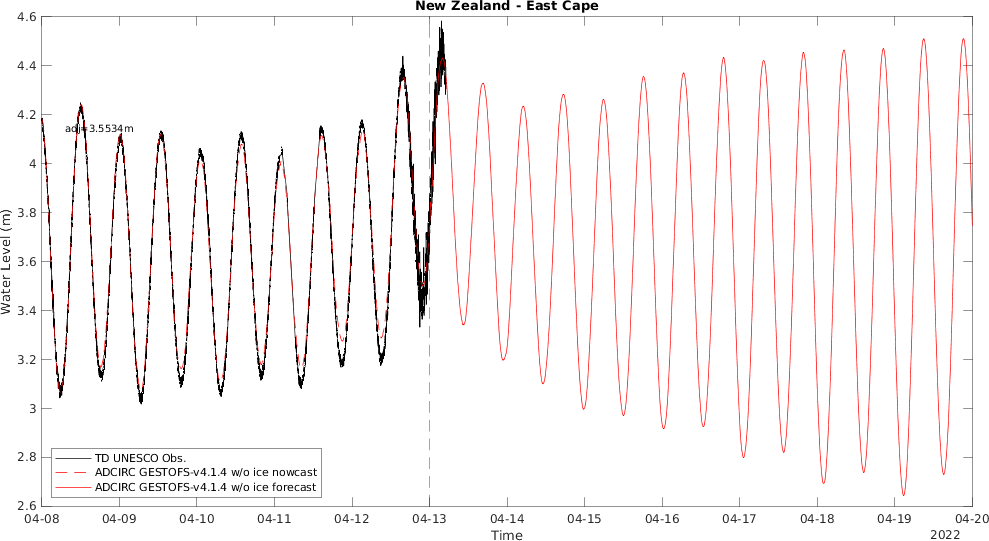 New Zealand - East Cape
4.6
4.4
4.2
4
3.8
3.6
3.4
3.2
3
2.8
2.6
Water Level (m)
adj=3.5534m
TD UNESCO Obs.
ADCIRC GESTOFS-v4.1.4 w/o ice nowcast
ADCIRC GESTOFS-v4.1.4 w/o ice forecast
04-08 04-09 04-10 04-11 04-12 04-13 04-14 04-15 04-16 04-17 04-18 04-19 04-20
Time
2022